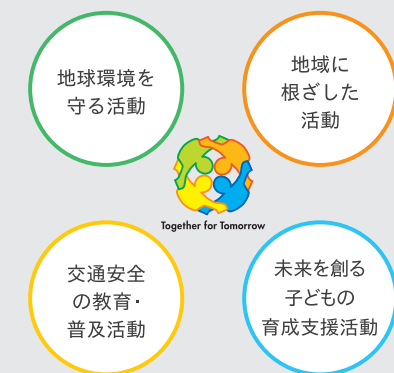 地球環境を
守る活動
地域に
根ざした
活動
Together for Tomorrow
交通安全
の教育・
普及活動
未来を創る
子どもの
育成支援活動